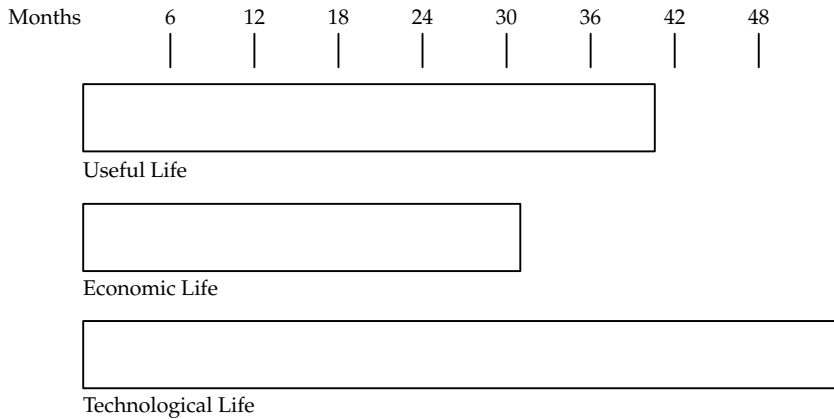 Months 6 12 18 24 30 36 42 48
Useful Life
Economic Life
Technological Life